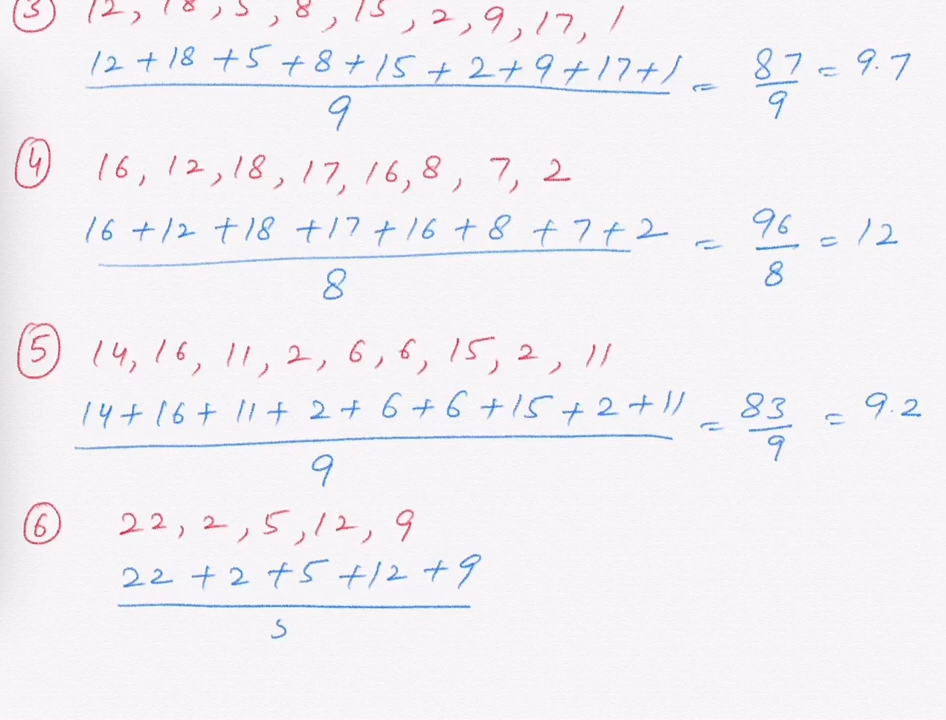 ③ 12, 18, 5, 8, 15, 2, 9, 17, 1
12 + 18 + 5 + 8 + 15 + 2 + 9 + 17 + 1 = 87 = 9.7
9 9
④ 16, 12, 18, 17, 16, 8, 7, 2
16 + 12 + 18 + 17 + 16 + 8 + 7 + 2 = 96 = 12
8 8
⑤ 14, 16, 11, 2, 6, 6, 15, 2, 11
14 + 16 + 11 + 2 + 6 + 6 + 15 + 2 + 11 = 83 = 9.2
9 9
⑥ 22, 2, 5, 12, 9
22 + 2 + 5 + 12 + 9
5